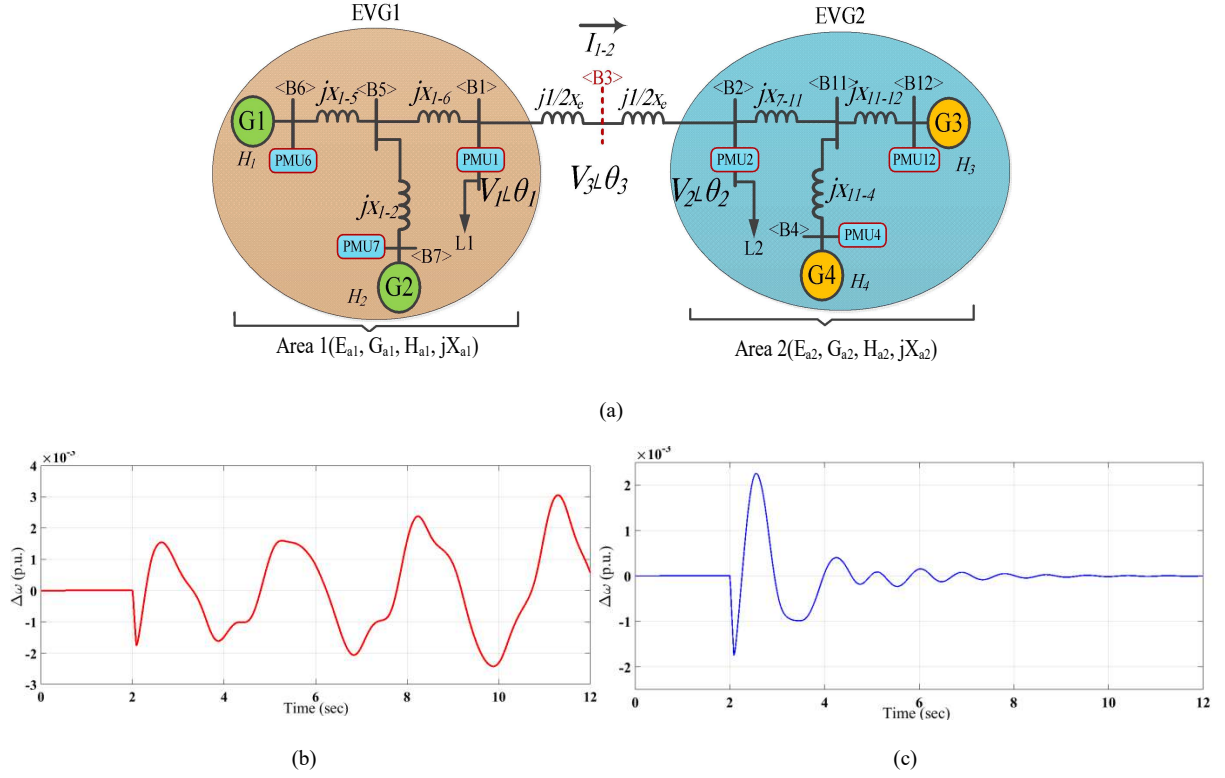 EVG1
EVG2
I1-2
<B6> jx1-5 <B5> jx1-6 <B1> j1/2xe <B3> j1/2xe <B2> jx7-11 <B11> jx11-12 <B12>
G1
G3
H1 PMU6 PMU1 PMU2 PMU12 H3
V1∟θ1 V3∟θ3 V2∟θ2
jx1-2 jx11-4
PMU7 <B7> L1 L2 <B4> PMU4
H2 G2 G4 H4
Area 1(Ea1, Ga1, Ha1, jXa1)
Area 2(Ea2, Ga2, Ha2, jXa2)
(a)
×10⁻³
4
3
2
1
0
-1
-2
-3
Δω (p.u.)
0 2 4 6 8 10 12
Time (sec)
(b)
×10⁻³
2
1
0
-1
-2
Δω (p.u.)
0 2 4 6 8 10 12
Time (sec)
(c)